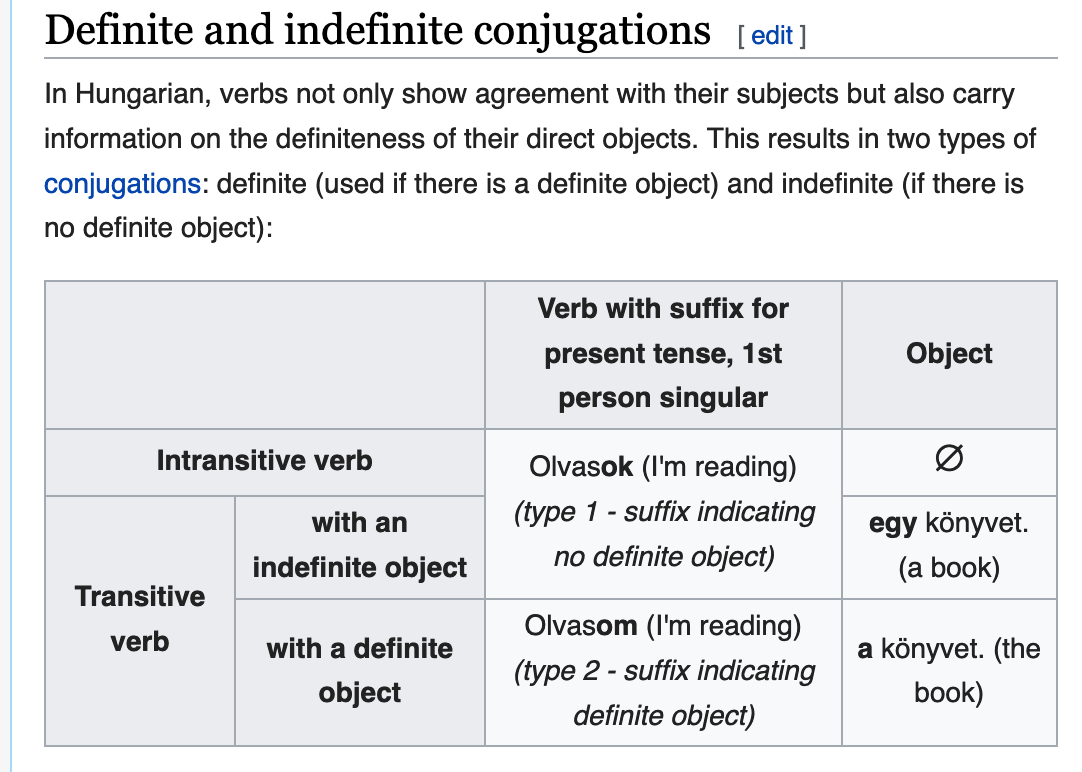 Definite and indefinite conjugations [ edit ]
In Hungarian, verbs not only show agreement with their subjects but also carry
information on the definiteness of their direct objects. This results in two types of
conjugations: definite (used if there is a definite object) and indefinite (if there is
no definite object):
Verb with suffix for
present tense, 1st
person singular
Object
Intransitive verb
Olvasok (I'm reading)
(type 1 - suffix indicating
no definite object)
∅
Transitive
verb
with an
indefinite object
egy könyvet.
(a book)
with a definite
object
Olvasom (I'm reading)
(type 2 - suffix indicating
definite object)
a könyvet. (the
book)